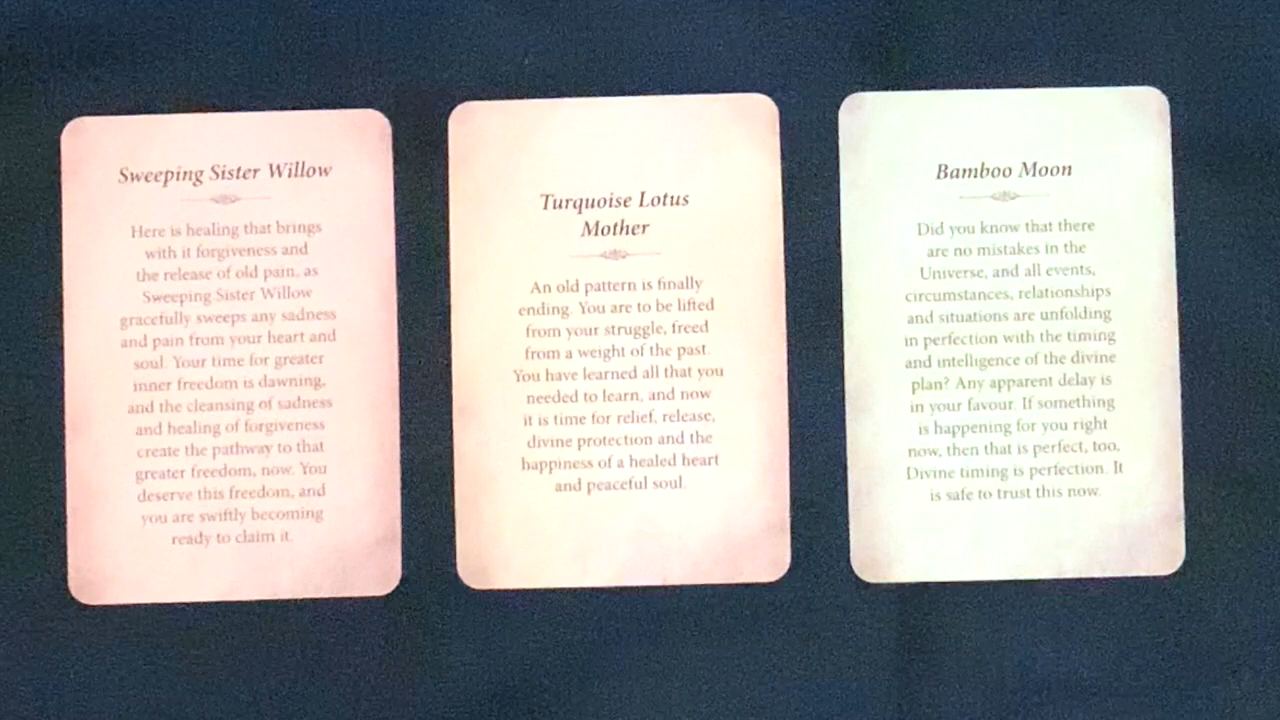 Sweeping Sister Willow
Here is healing that brings
with it forgiveness and
the release of old pain, as
Sweeping Sister Willow
gracefully sweeps any sadness
and pain from your heart and
soul. Your time for greater
inner freedom is dawning,
and the cleansing of sadness
and healing of forgiveness
create the pathway to that
greater freedom, now. You
deserve this freedom, and
you are swiftly becoming
ready to claim it.
Turquoise Lotus
Mother
An old pattern is finally
ending. You are to be lifted
from your struggle, freed
from a weight of the past.
You have learned all that you
needed to learn, and now
it is time for relief, release,
divine protection and the
happiness of a healed heart
and peaceful soul.
Bamboo Moon
Did you know that there
are no mistakes in the
Universe, and all events,
circumstances, relationships
and situations are unfolding
in perfection with the timing
and intelligence of the divine
plan? Any apparent delay is
in your favour. If something
is happening for you right
now, then that is perfect, too.
Divine timing is perfection. It
is safe to trust this now.